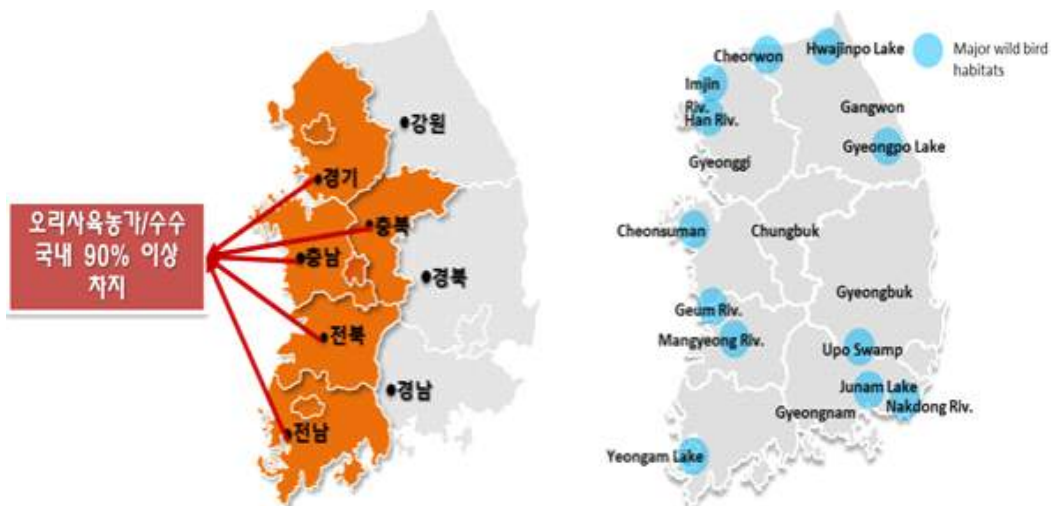 오리사육농가/수수
국내 90% 이상
차지
강원
경기
충북
충남
경북
전북
경남
전남
Cheorwon
Hwajinpo Lake
Major wild bird
habitats
Imjin
Riv.
Han Riv.
Gangwon
Gyeongpo Lake
Gyeonggi
Cheonsuman
Chungbuk
Gyeongbuk
Geum Riv.
Mangyeong Riv.
Upo Swamp
Junam Lake
Nakdong Riv.
Gyeongnam
Yeongam Lake